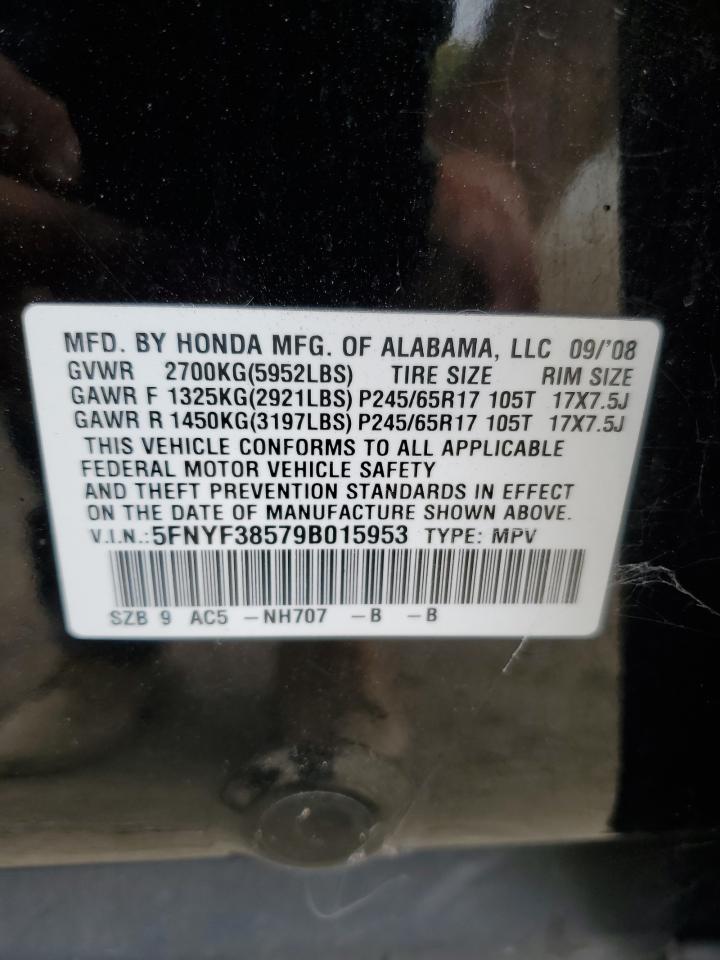 MFD. BY HONDA MFG. OF ALABAMA, LLC 09/'08
GVWR 2700KG(5952LBS) TIRE SIZE RIM SIZE
GAWR F 1325KG(2921LBS) P245/65R17 105T 17X7.5J
GAWR R 1450KG(3197LBS) P245/65R17 105T 17X7.5J
THIS VEHICLE CONFORMS TO ALL APPLICABLE
FEDERAL MOTOR VEHICLE SAFETY
AND THEFT PREVENTION STANDARDS IN EFFECT
ON THE DATE OF MANUFACTURE SHOWN ABOVE.
V.I.N.:5FNYF38579B015953 TYPE: MPV
SZB 9 AC5 -NH707 -B -B